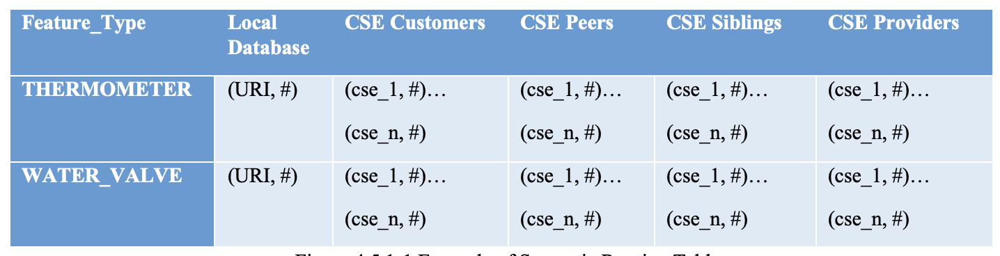 Feature_Type Local Database CSE Customers CSE Peers CSE Siblings CSE Providers
THERMOMETER (URI, #) (cse_1, #)… (cse_1, #)… (cse_1, #)… (cse_1, #)…
(cse_n, #) (cse_n, #) (cse_n, #) (cse_n, #)
WATER_VALVE (URI, #) (cse_1, #)… (cse_1, #)… (cse_1, #)… (cse_1, #)…
(cse_n, #) (cse_n, #) (cse_n, #) (cse_n, #)